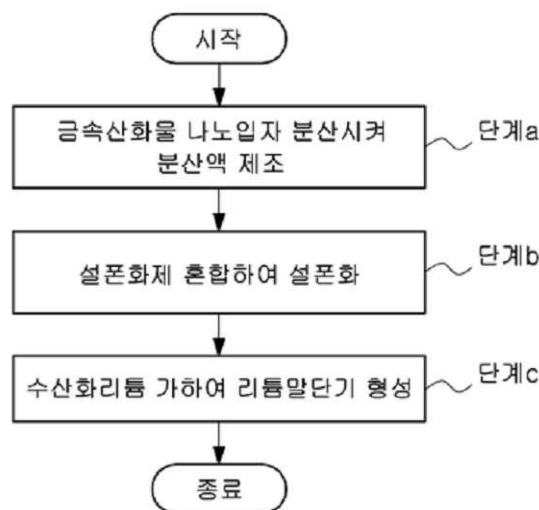 시작
금속산화물 나노입자 분산시켜
분산액 제조
단계a
설폰화제 혼합하여 설폰화
단계b
수산화리튬 가하여 리튬말단기 형성
단계c
종료